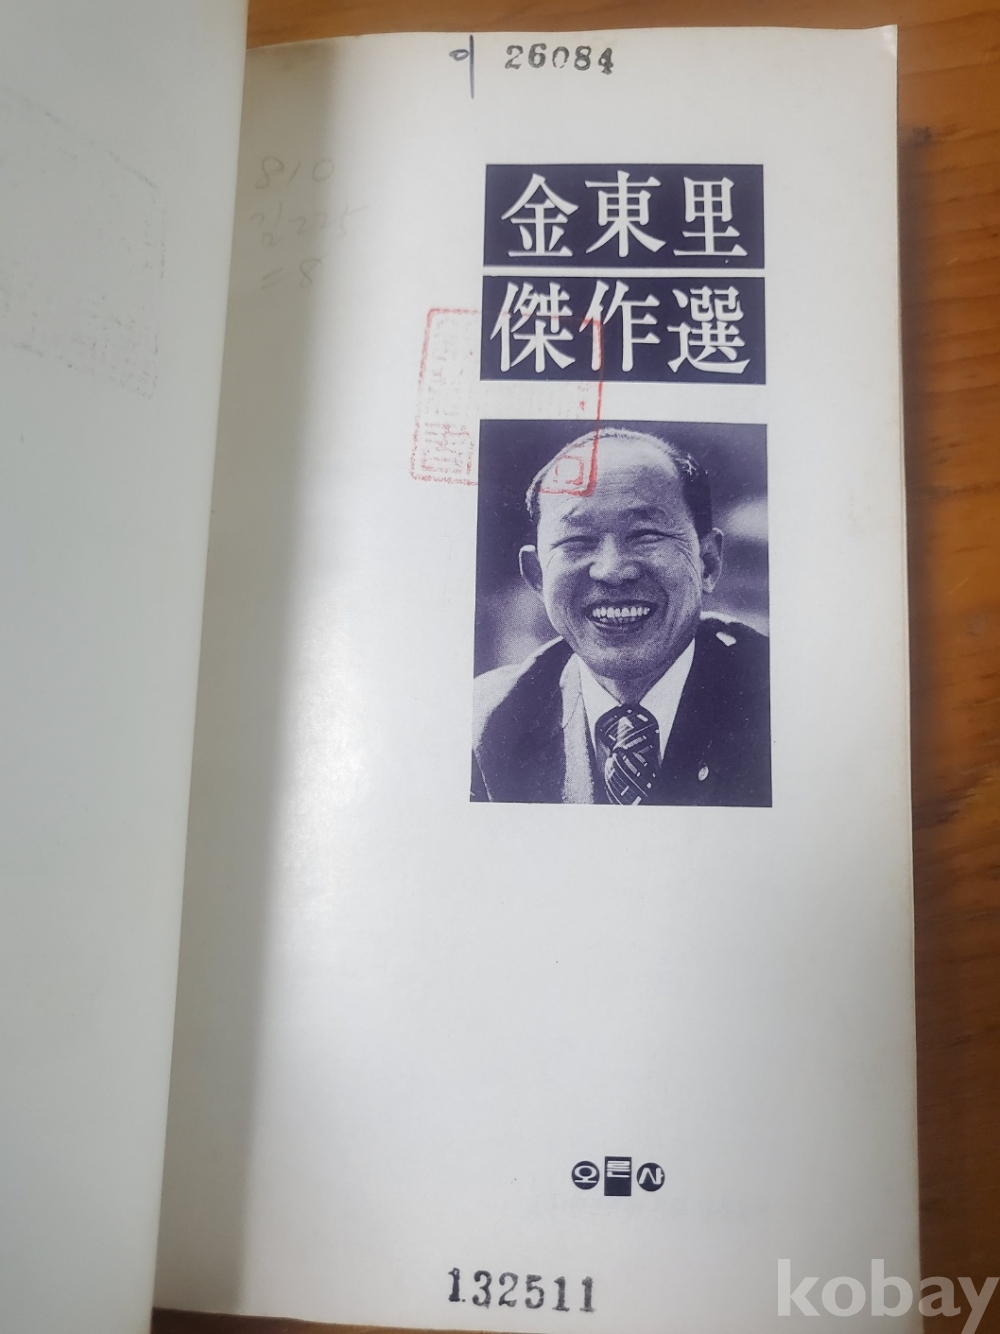 이 26084
810
김225
=8
金東里
傑作選
오른사
132511
kobay